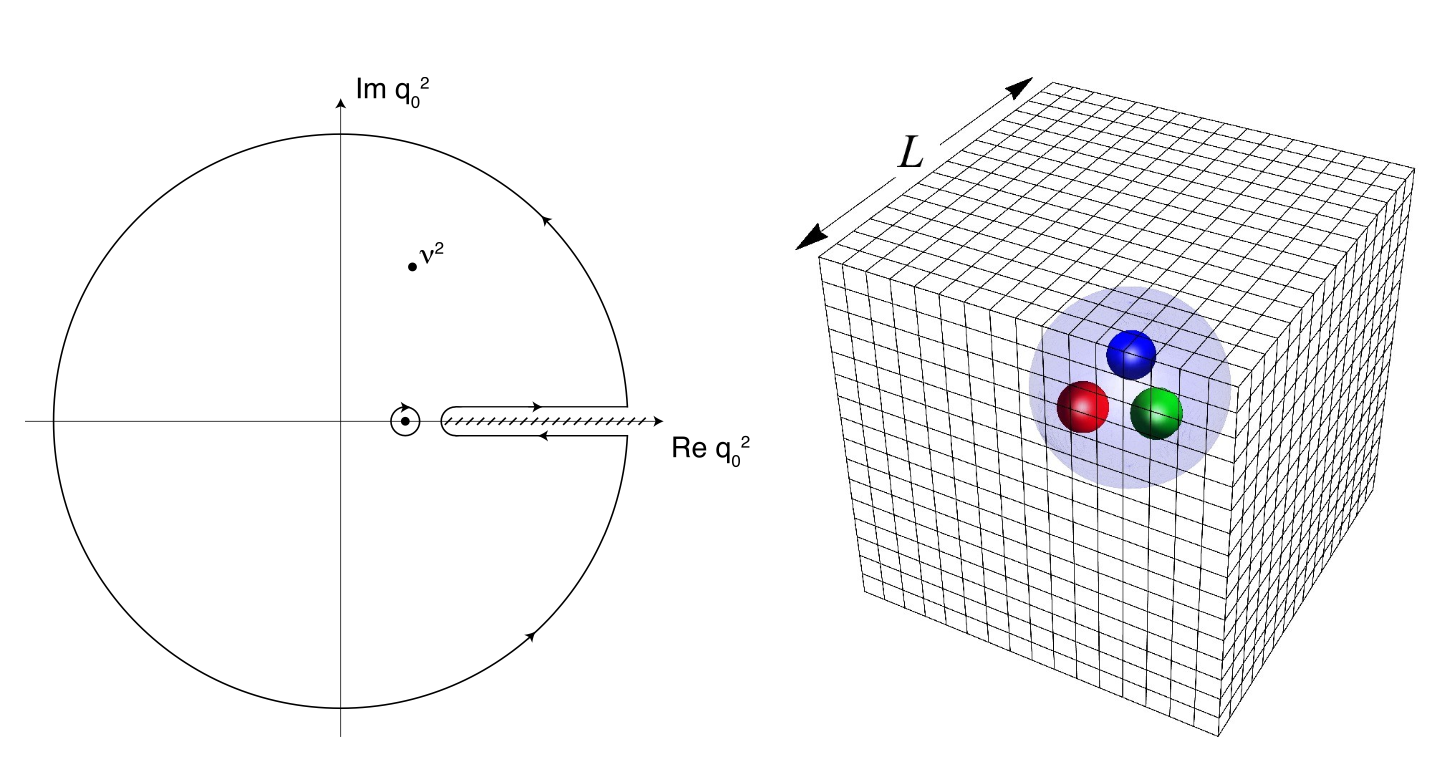 Im q₀²
ν²
Re q₀²
L